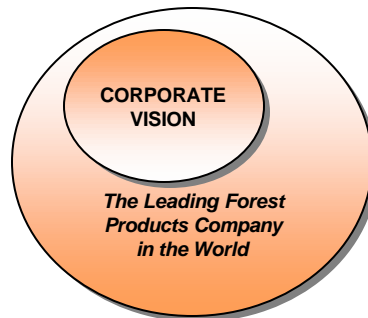 CORPORATE
VISION
The Leading Forest
Products Company
in the World